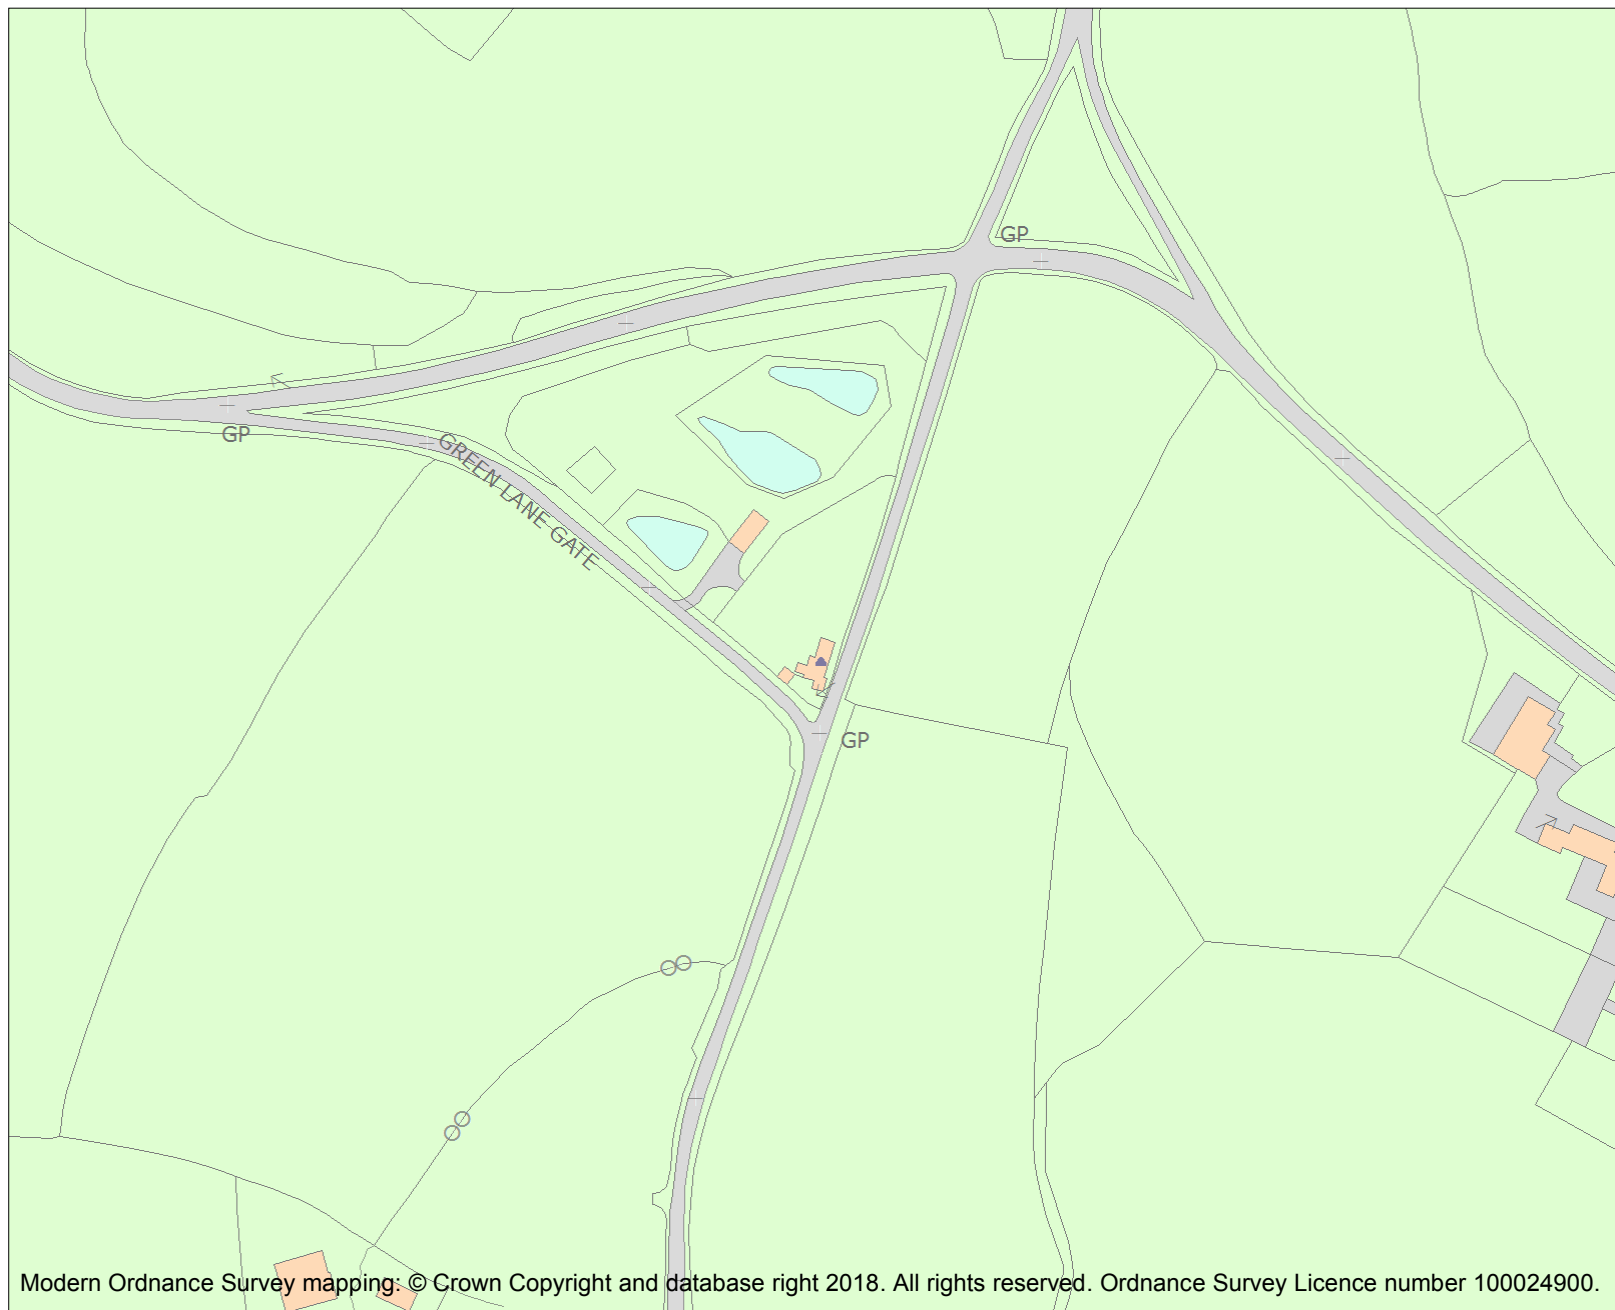 GP
GP
GREEN LANE GATE
GP
Modern Ordnance Survey mapping: © Crown Copyright and database right 2018. All rights reserved. Ordnance Survey Licence number 100024900.